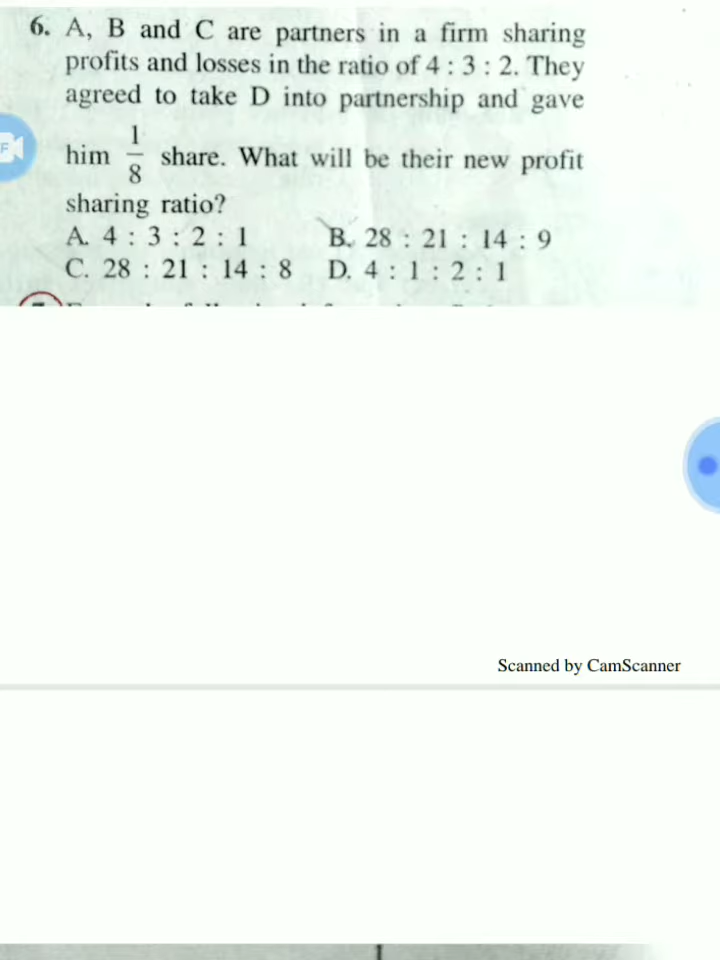 6. A, B and C are partners in a firm sharing
profits and losses in the ratio of 4 : 3 : 2. They
agreed to take D into partnership and gave
him 1/8 share. What will be their new profit
sharing ratio?
A. 4 : 3 : 2 : 1 B. 28 : 21 : 14 : 9
C. 28 : 21 : 14 : 8 D. 4 : 1 : 2 : 1
F
Scanned by CamScanner